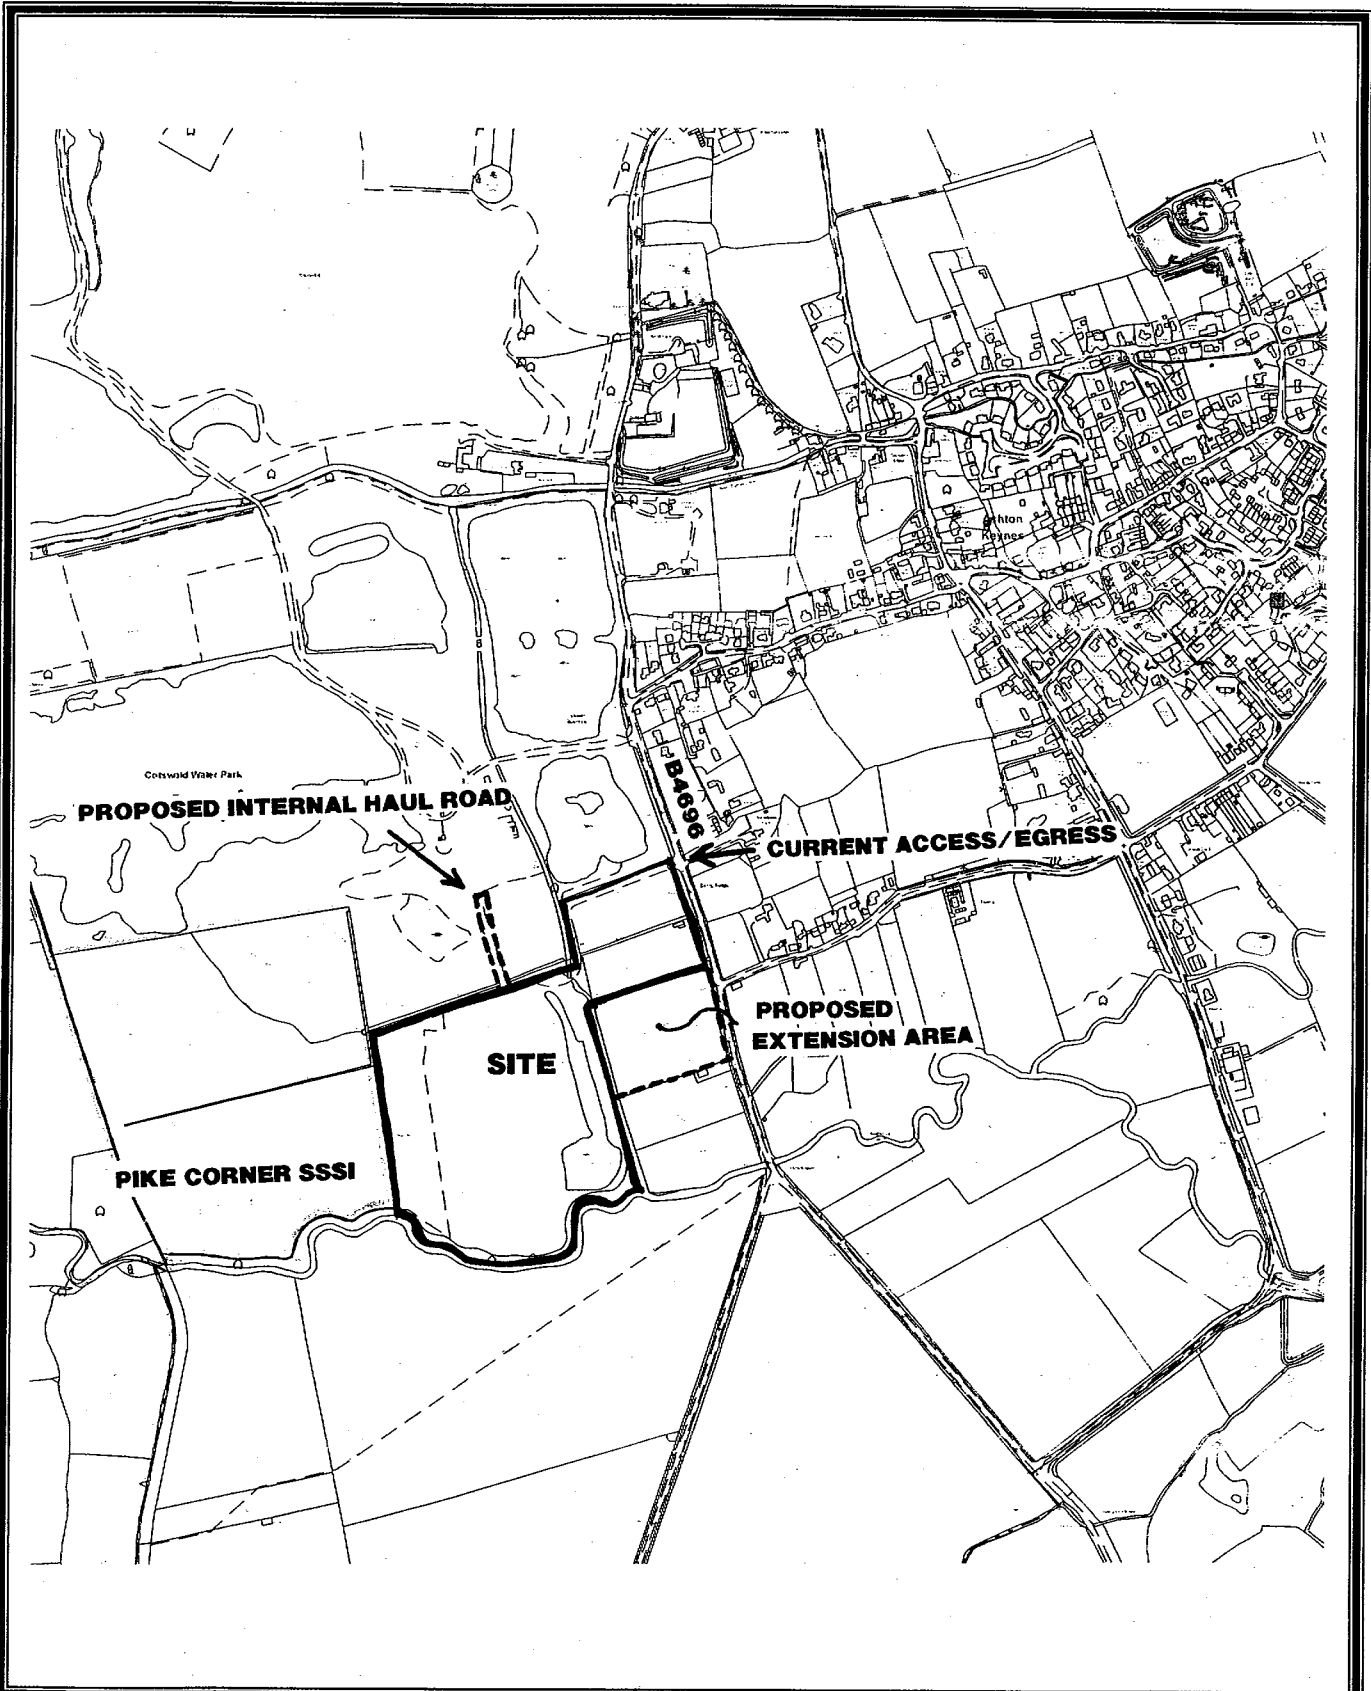 Ashton
Keynes
Cotswold Water Park
PROPOSED INTERNAL HAUL ROAD
B4696
CURRENT ACCESS/EGRESS
PROPOSED
EXTENSION AREA
SITE
PIKE CORNER SSSI